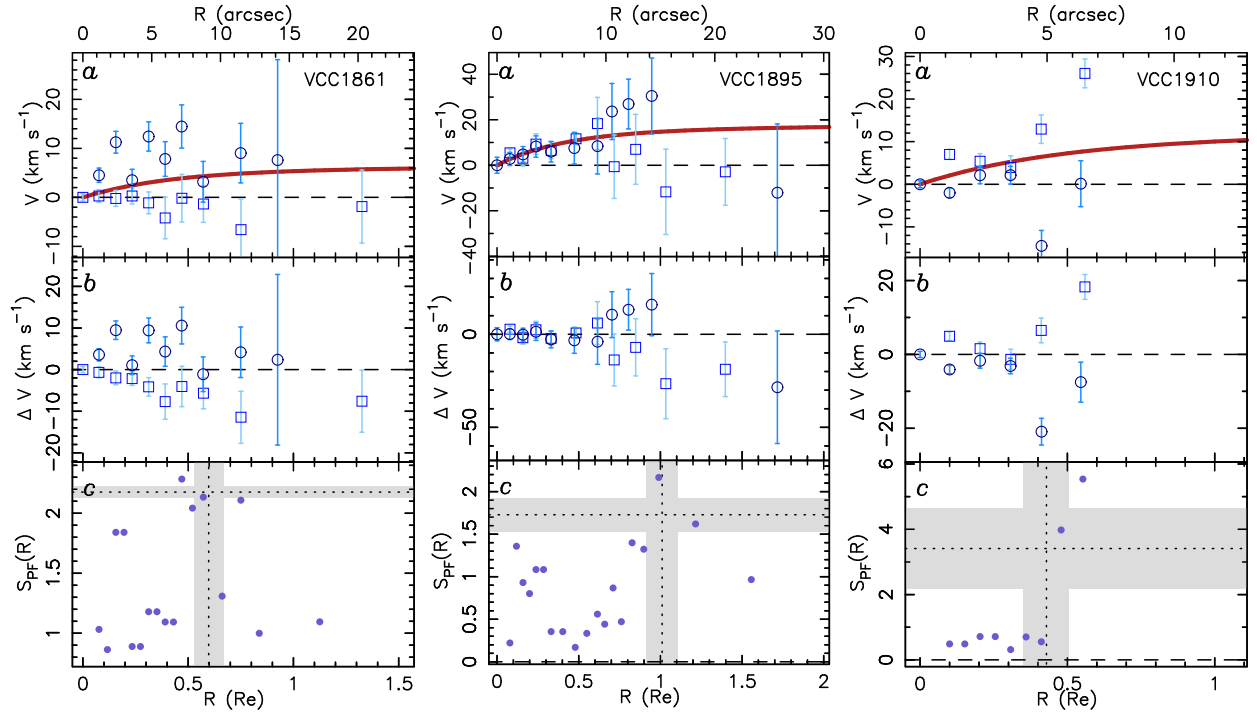 R (arcsec) R (arcsec) R (arcsec)
0 5 10 15 20 0 10 20 30 0 5 10
a VCC1861 a VCC1895 a VCC1910
V (km s⁻¹) V (km s⁻¹) V (km s⁻¹)
20 40 30
10 20 20
0 0 10
−10 −20 0
−40 −10
b b b
Δ V (km s⁻¹) Δ V (km s⁻¹) Δ V (km s⁻¹)
20 0 20
10 −50 0
0 −20
−10
−20
c c c
S_PF(R) S_PF(R) S_PF(R)
2 2 6
1.5 1.5 4
1 1 2
0.5 0
0
0 0.5 1 1.5 0 0.5 1 1.5 2 0 0.5 1
R (Re) R (Re) R (Re)